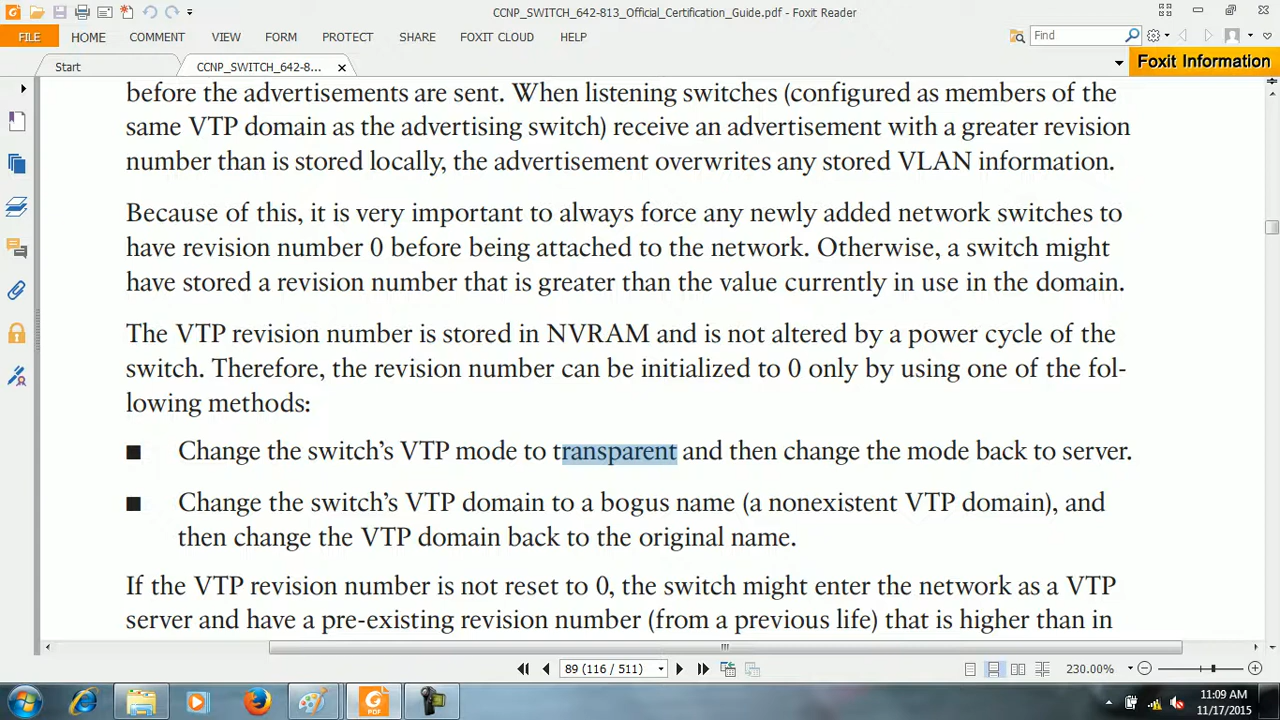 CCNP_SWITCH_642-813_Official_Certification_Guide.pdf - Foxit Reader
FILE HOME COMMENT VIEW FORM PROTECT SHARE FOXIT CLOUD HELP Find
Start CCNP_SWITCH_642-8... Foxit Information
before the advertisements are sent. When listening switches (configured as members of the
same VTP domain as the advertising switch) receive an advertisement with a greater revision
number than is stored locally, the advertisement overwrites any stored VLAN information.
Because of this, it is very important to always force any newly added network switches to
have revision number 0 before being attached to the network. Otherwise, a switch might
have stored a revision number that is greater than the value currently in use in the domain.
The VTP revision number is stored in NVRAM and is not altered by a power cycle of the
switch. Therefore, the revision number can be initialized to 0 only by using one of the fol-
lowing methods:
■ Change the switch's VTP mode to transparent and then change the mode back to server.
■ Change the switch's VTP domain to a bogus name (a nonexistent VTP domain), and
then change the VTP domain back to the original name.
If the VTP revision number is not reset to 0, the switch might enter the network as a VTP
server and have a pre-existing revision number (from a previous life) that is higher than in
89 (116 / 511) 230.00%
PDF
11:09 AM
11/17/2015